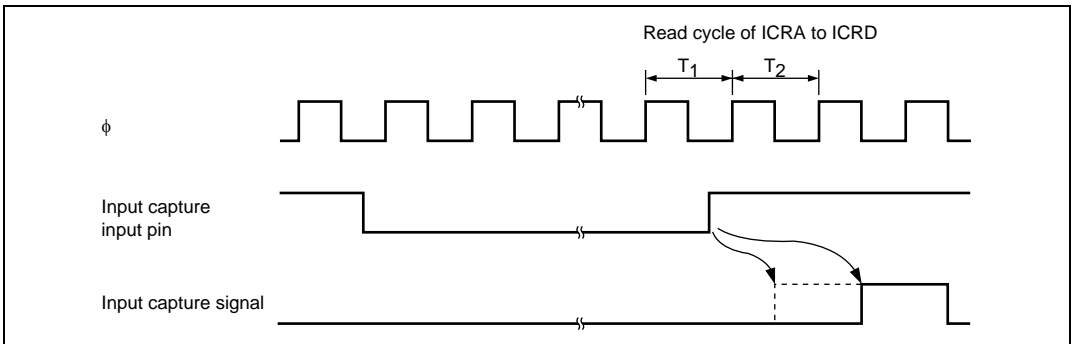 Read cycle of ICRA to ICRD
T1 T2
φ
Input capture
input pin
Input capture signal